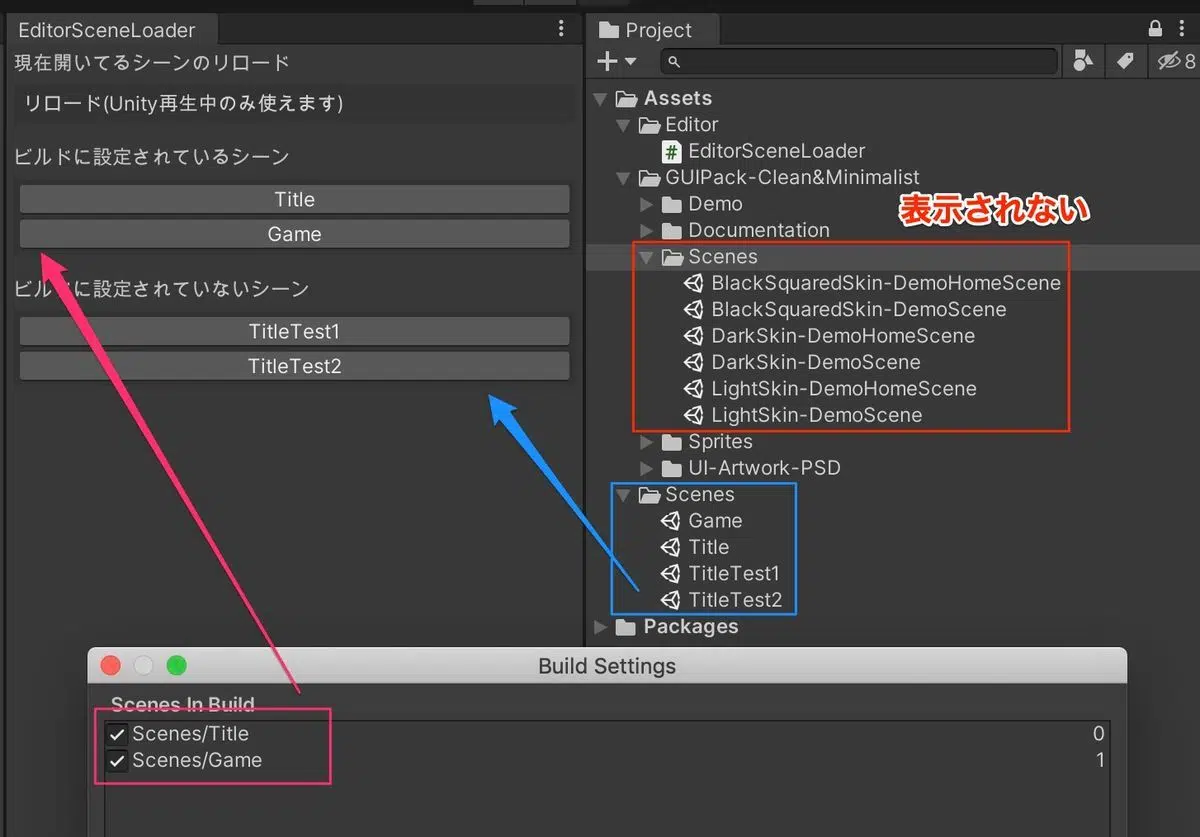 EditorSceneLoader
現在開いてるシーンのリロード
リロード(Unity再生中のみ使えます)
ビルドに設定されているシーン
Title
Game
ビルドに設定されていないシーン
TitleTest1
TitleTest2
Project
8
Assets
Editor
# EditorSceneLoader
GUIPack-Clean&Minimalist
Demo
表示されない
Documentation
Scenes
BlackSquaredSkin-DemoHomeScene
BlackSquaredSkin-DemoScene
DarkSkin-DemoHomeScene
DarkSkin-DemoScene
LightSkin-DemoHomeScene
LightSkin-DemoScene
Sprites
UI-Artwork-PSD
Scenes
Game
Title
TitleTest1
TitleTest2
Packages
Build Settings
Scenes In Build
Scenes/Title 0
Scenes/Game 1